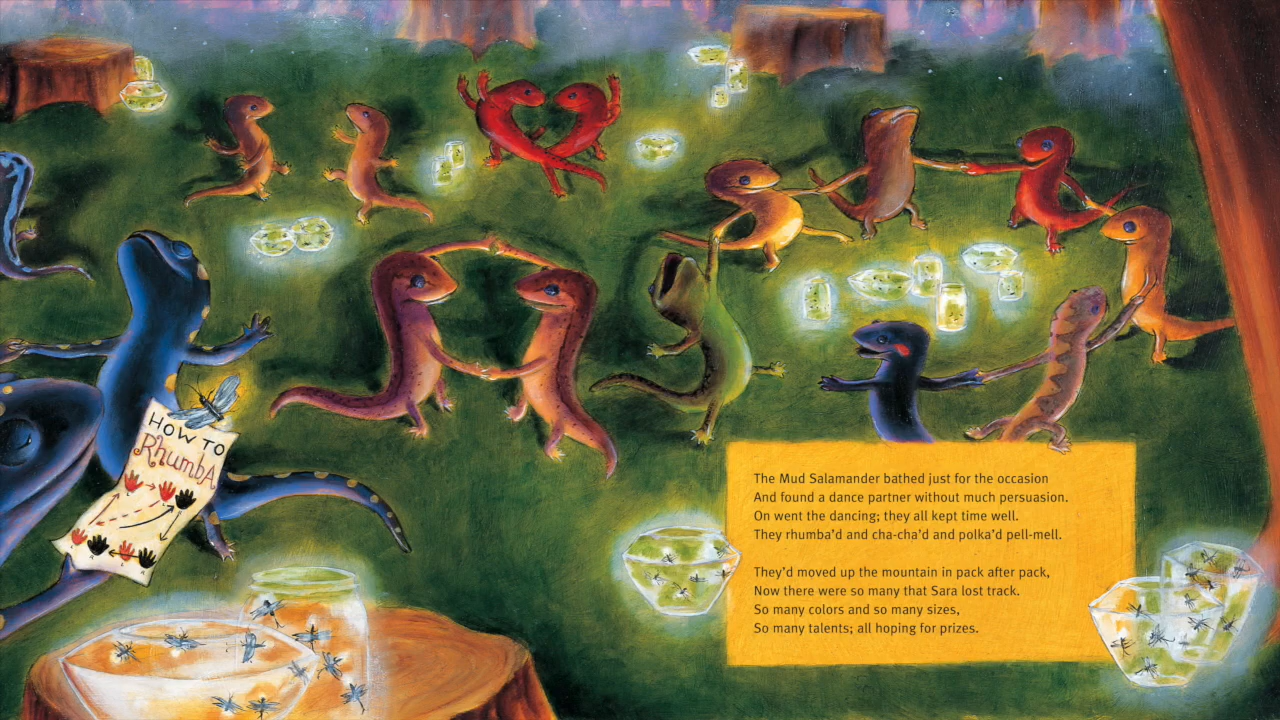 HOW TO
RhumbA
The Mud Salamander bathed just for the occasion
And found a dance partner without much persuasion.
On went the dancing; they all kept time well.
They rhumba’d and cha-cha’d and polka’d pell-mell.
They’d moved up the mountain in pack after pack,
Now there were so many that Sara lost track.
So many colors and so many sizes,
So many talents; all hoping for prizes.